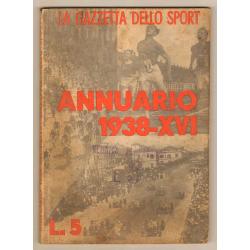 LA GAZZETTA DELLO SPORT
ANNUARIO
1938-XVI
L. 5